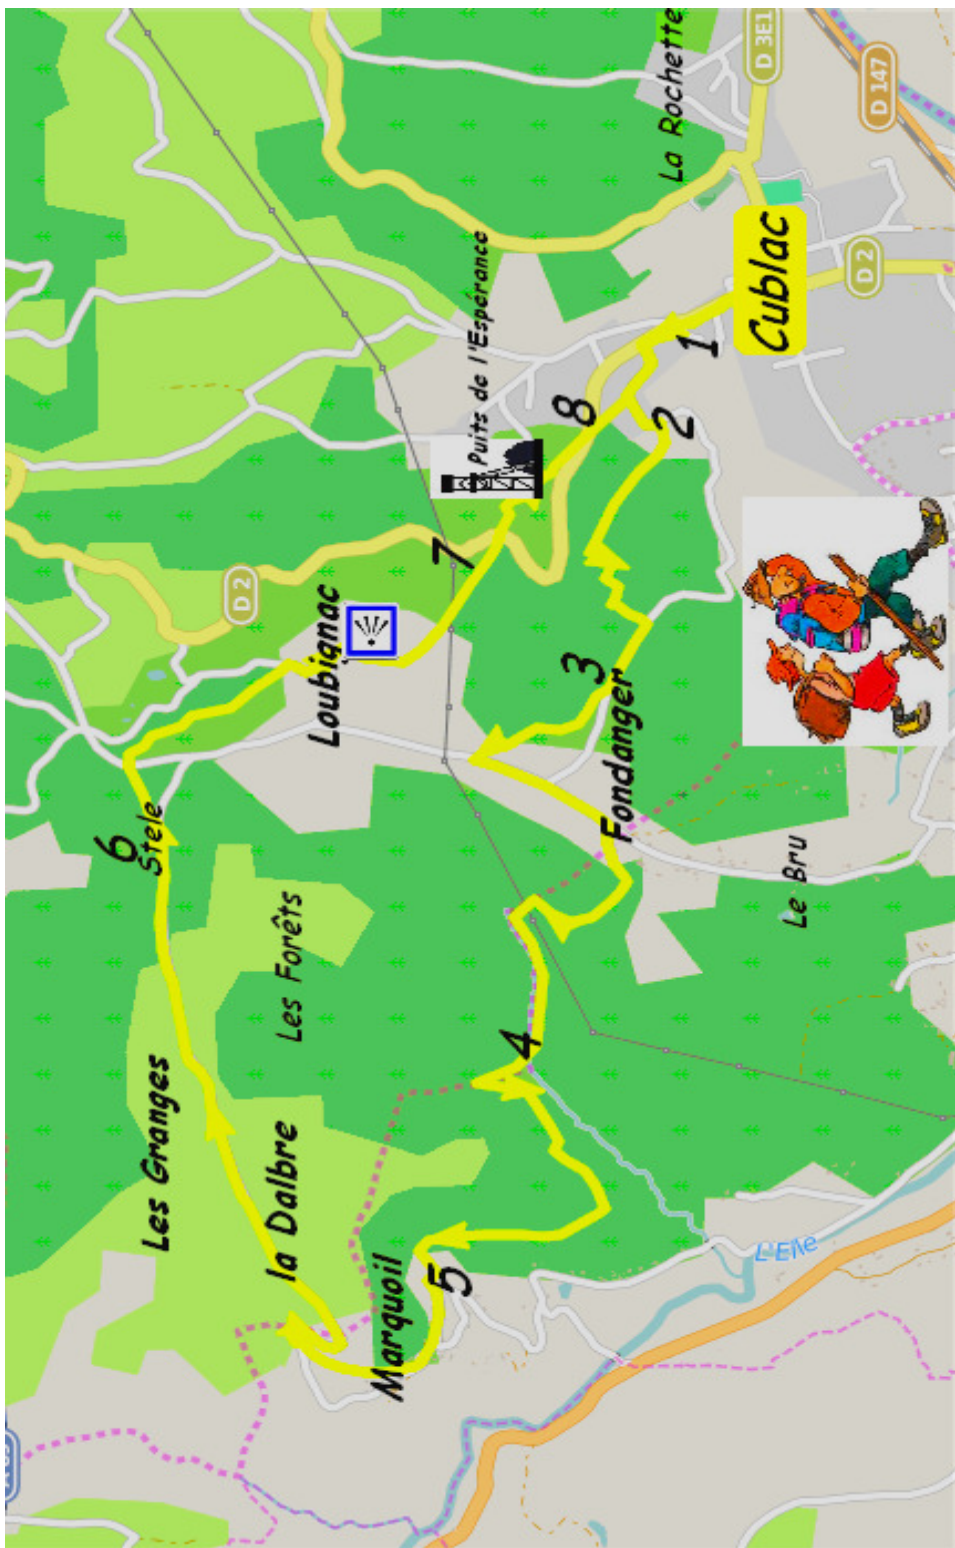 6
Stele
Les Granges
D 2
la Dalbre
Les Forêts
Loubignac
Marquoil
5
7
Puits de l'Espérance
4
8
3
Fondanger
La Rochette
2
1
D 3E1
Cublac
L'Elle
Le Bru
D 2
D 147